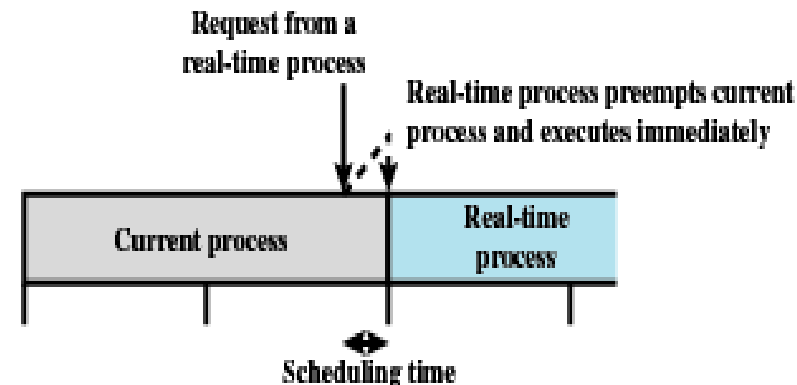 Request from a
real-time process
Real-time process preempts current
process and executes immediately
Current process
Real-time
process
Scheduling time